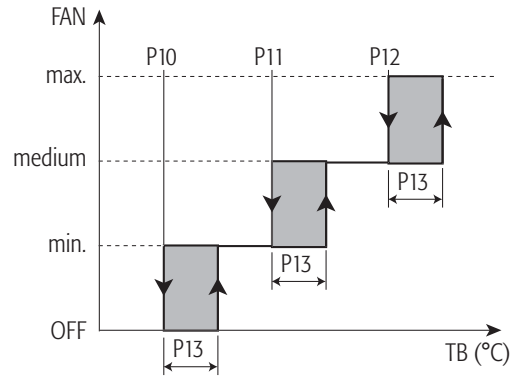 FAN
P10 P11 P12
max.
medium
P13
min.
P13
OFF
P13
TB (°C)